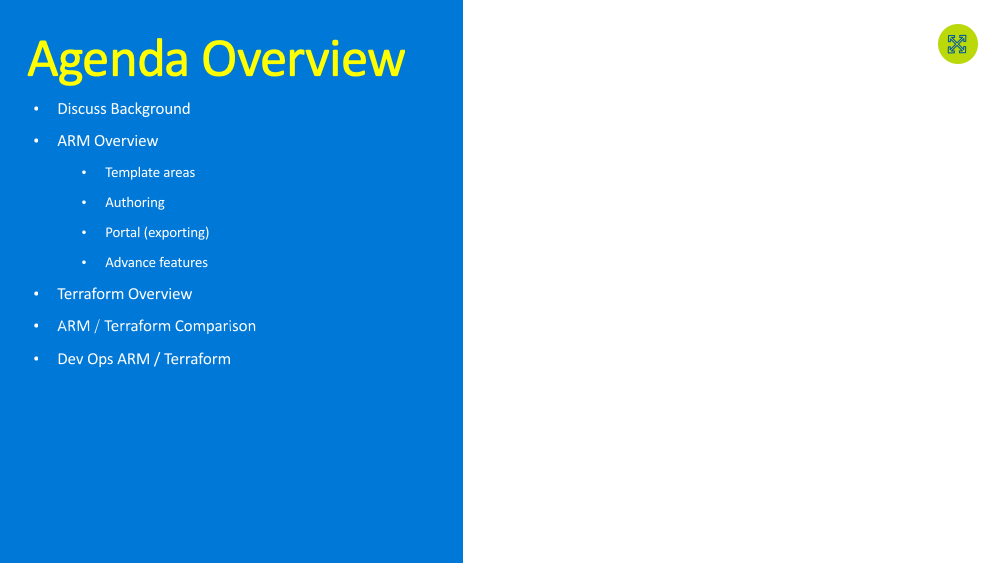 Agenda Overview
• Discuss Background
• ARM Overview
• Template areas
• Authoring
• Portal (exporting)
• Advance features
• Terraform Overview
• ARM / Terraform Comparison
• Dev Ops ARM / Terraform